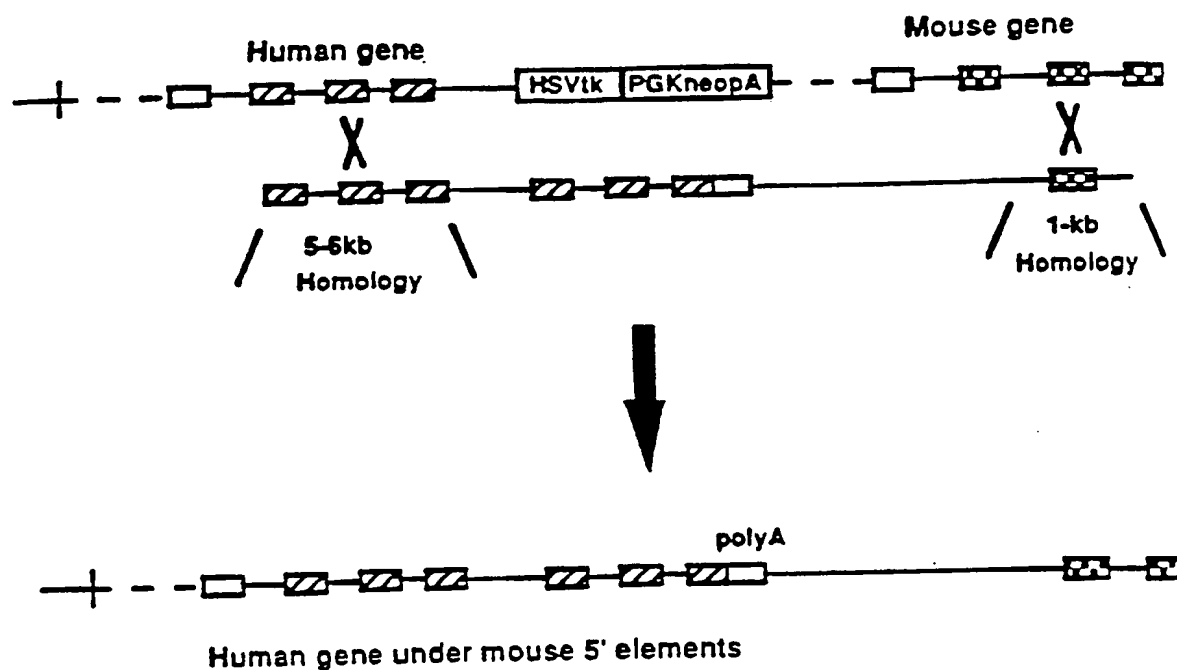 Human gene
Mouse gene
HSVtk PGKneopA
5-6kb
Homology
1-kb
Homology
polyA
Human gene under mouse 5' elements